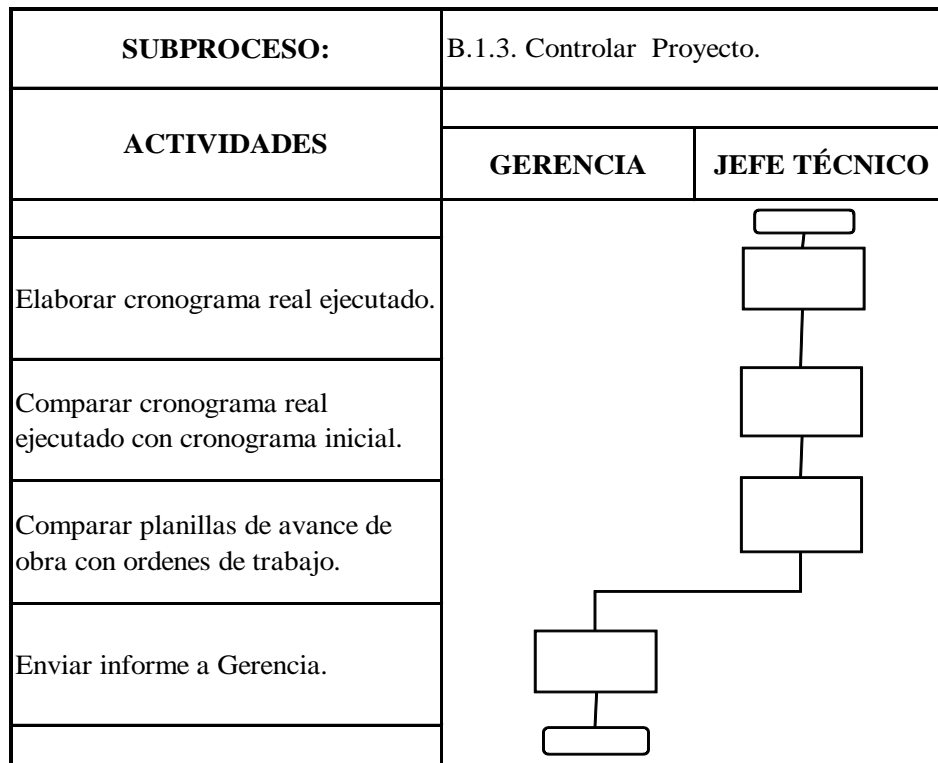 SUBPROCESO:
B.1.3. Controlar Proyecto.
ACTIVIDADES
GERENCIA
JEFE TÉCNICO
Elaborar cronograma real ejecutado.
Comparar cronograma real
ejecutado con cronograma inicial.
Comparar planillas de avance de
obra con ordenes de trabajo.
Enviar informe a Gerencia.